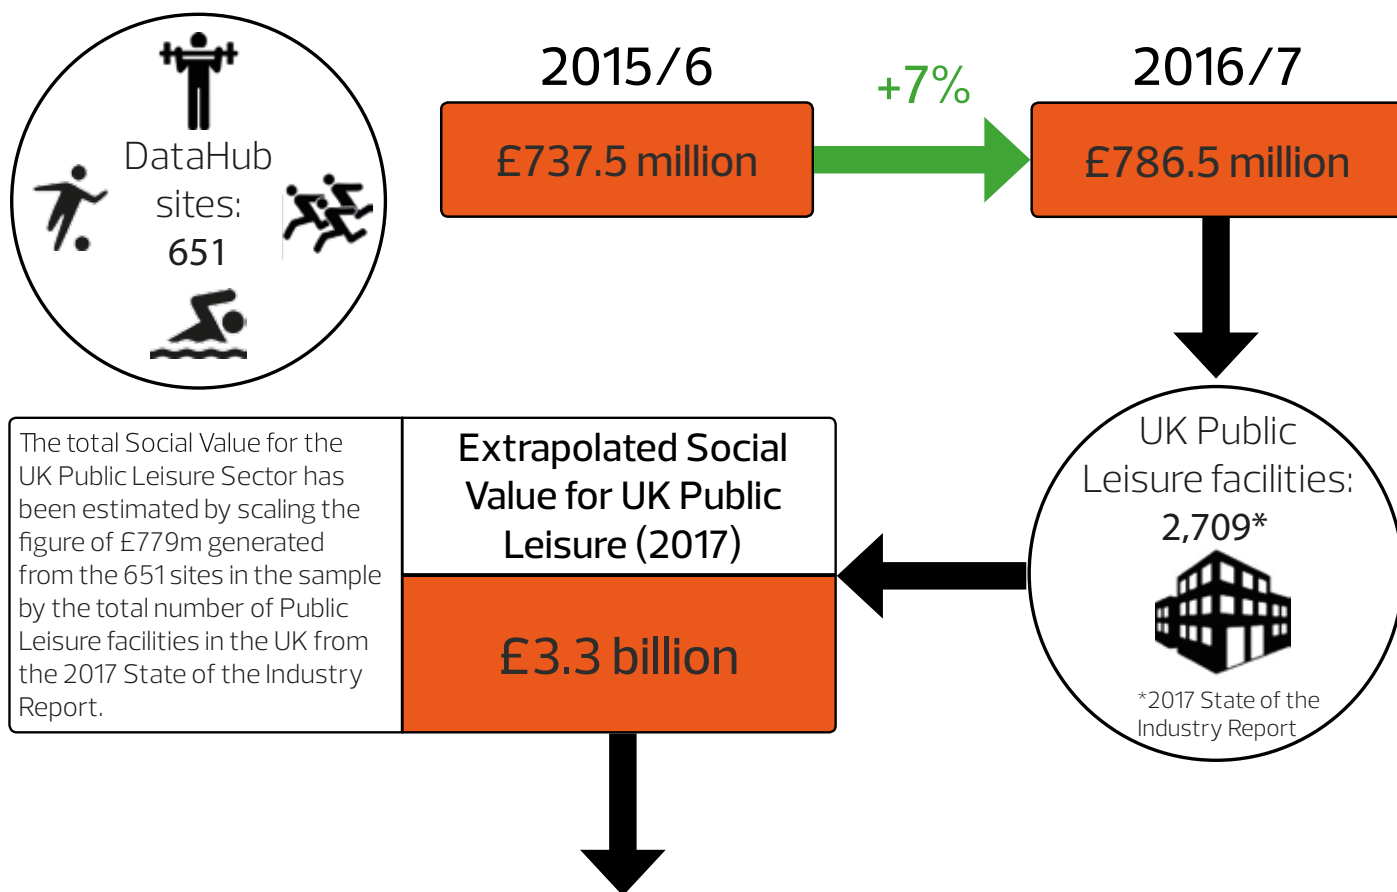 DataHub
sites:
651
2015/6
£737.5 million
+7%
2016/7
£786.5 million
UK Public
Leisure facilities:
2,709*
*2017 State of the
Industry Report
The total Social Value for the
UK Public Leisure Sector has
been estimated by scaling the
figure of £779m generated
from the 651 sites in the sample
by the total number of Public
Leisure facilities in the UK from
the 2017 State of the Industry
Report.
Extrapolated Social
Value for UK Public
Leisure (2017)
£3.3 billion